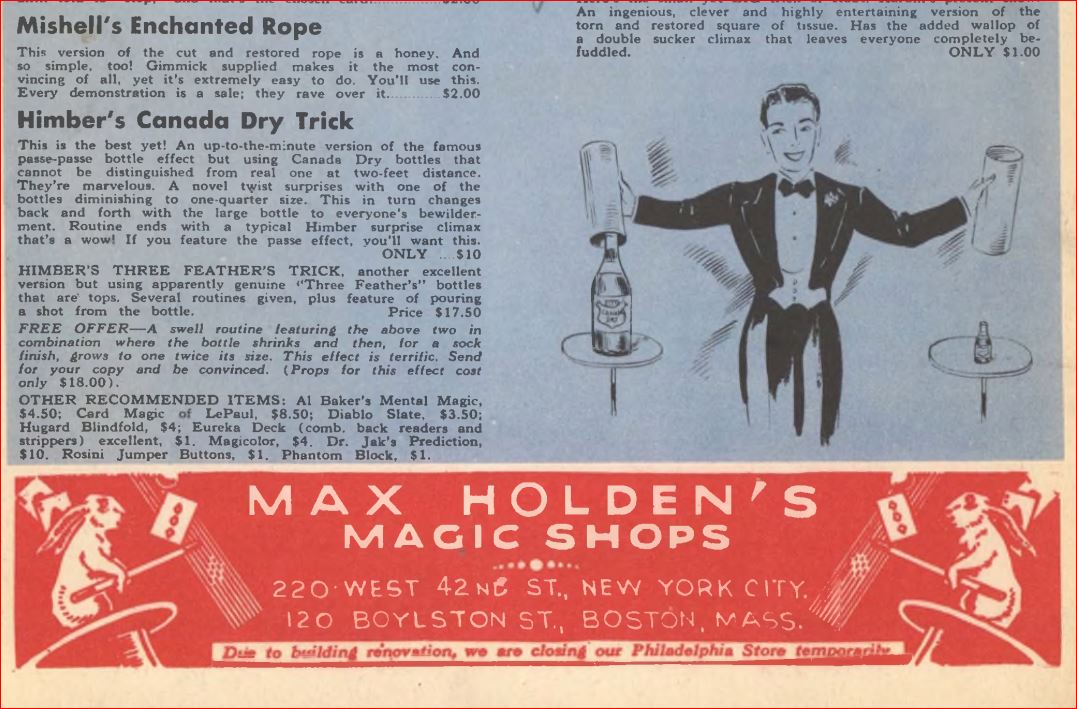 Mishell's Enchanted Rope
This version of the cut and restored rope is a honey. And
so simple, too! Gimmick supplied makes it the most con-
vincing of all, yet it's extremely easy to do. You'll use this.
Every demonstration is a sale; they rave over it............$2.00
Himber's Canada Dry Trick
This is the best yet! An up-to-the-minute version of the famous
passe-passe bottle effect but using Canada Dry bottles that
cannot be distinguished from real one at two-feet distance.
They're marvelous. A novel twist surprises with one of the
bottles diminishing to one-quarter size. This in turn changes
back and forth with the large bottle to everyone's bewilder-
ment. Routine ends with a typical Himber surprise climax
that's a wow! If you feature the passe effect, you'll want this.
ONLY ....$10
HIMBER'S THREE FEATHER'S TRICK, another excellent
version but using apparently genuine "Three Feather's" bottles
that are tops. Several routines given, plus feature of pouring
a shot from the bottle. Price $17.50
FREE OFFER—A swell routine featuring the above two in
combination where the bottle shrinks and then, for a sock
finish, grows to one twice its size. This effect is terrific. Send
for your copy and be convinced. (Props for this effect cost
only $18.00).
OTHER RECOMMENDED ITEMS: Al Baker's Mental Magic,
$4.50; Card Magic of LePaul, $8.50; Diablo Slate, $3.50;
Hugard Blindfold, $4; Eureka Deck (comb. back readers and
strippers) excellent, $1. Magicolor, $4. Dr. Jak's Prediction,
$10. Rosini Jumper Buttons, $1. Phantom Block, $1.
An ingenious, clever and highly entertaining version of the
torn and restored square of tissue. Has the added wallop of
a double sucker climax that leaves everyone completely be-
fuddled. ONLY $1.00
CANADA
DRY
MAX HOLDEN'S
MAGIC SHOPS
220 WEST 42ND ST., NEW YORK CITY.
120 BOYLSTON ST., BOSTON, MASS.
Due to building renovation, we are closing our Philadelphia Store temporarily.